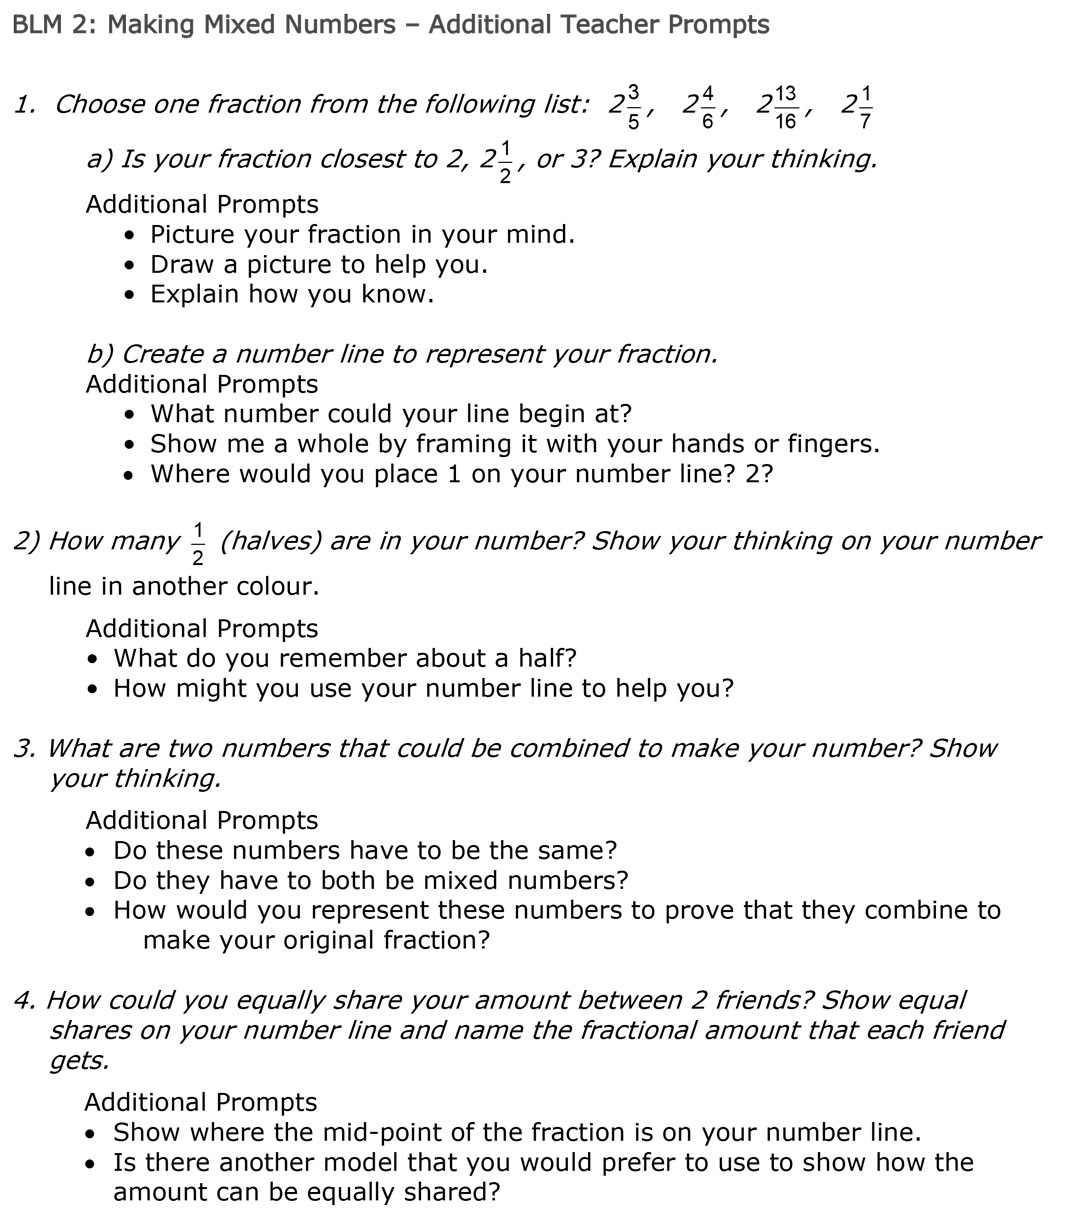 BLM 2: Making Mixed Numbers – Additional Teacher Prompts
1. Choose one fraction from the following list: 2 3/5, 2 4/6, 2 13/16, 2 1/7
a) Is your fraction closest to 2, 2 1/2, or 3? Explain your thinking.
Additional Prompts
• Picture your fraction in your mind.
• Draw a picture to help you.
• Explain how you know.
b) Create a number line to represent your fraction.
Additional Prompts
• What number could your line begin at?
• Show me a whole by framing it with your hands or fingers.
• Where would you place 1 on your number line? 2?
2) How many 1/2 (halves) are in your number? Show your thinking on your number
line in another colour.
Additional Prompts
• What do you remember about a half?
• How might you use your number line to help you?
3. What are two numbers that could be combined to make your number? Show
your thinking.
Additional Prompts
• Do these numbers have to be the same?
• Do they have to both be mixed numbers?
• How would you represent these numbers to prove that they combine to
make your original fraction?
4. How could you equally share your amount between 2 friends? Show equal
shares on your number line and name the fractional amount that each friend
gets.
Additional Prompts
• Show where the mid-point of the fraction is on your number line.
• Is there another model that you would prefer to use to show how the
amount can be equally shared?